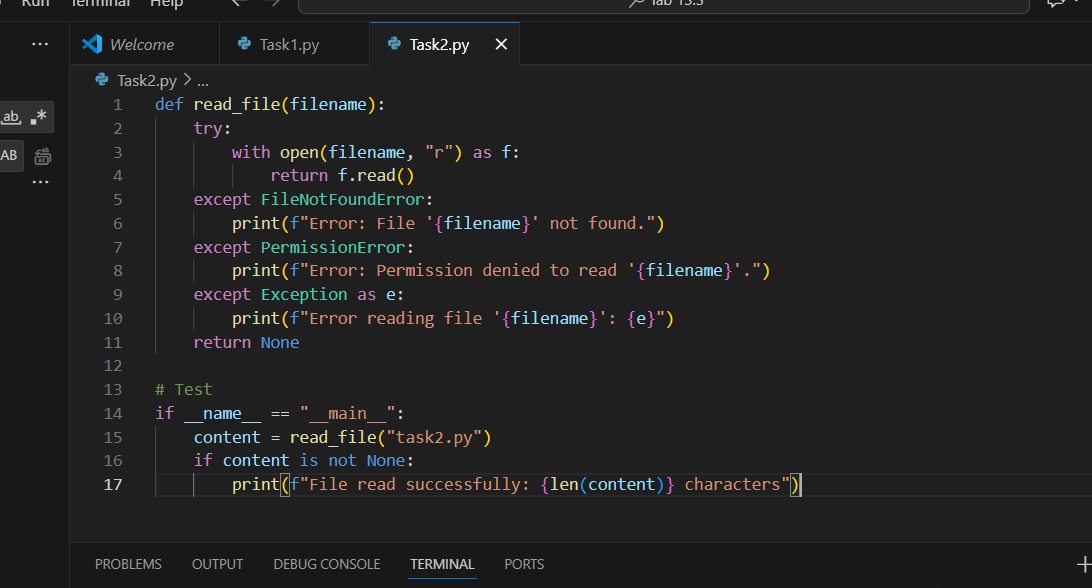 Run Terminal Help lab 13.3
Welcome Task1.py Task2.py
Task2.py > ...
1 def read_file(filename):
2     try:
3         with open(filename, "r") as f:
4             return f.read()
5     except FileNotFoundError:
6         print(f"Error: File '{filename}' not found.")
7     except PermissionError:
8         print(f"Error: Permission denied to read '{filename}'.")
9     except Exception as e:
10         print(f"Error reading file '{filename}': {e}")
11     return None
12
13 # Test
14 if __name__ == "__main__":
15     content = read_file("task2.py")
16     if content is not None:
17         print(f"File read successfully: {len(content)} characters")
ab
AB
PROBLEMS OUTPUT DEBUG CONSOLE TERMINAL PORTS